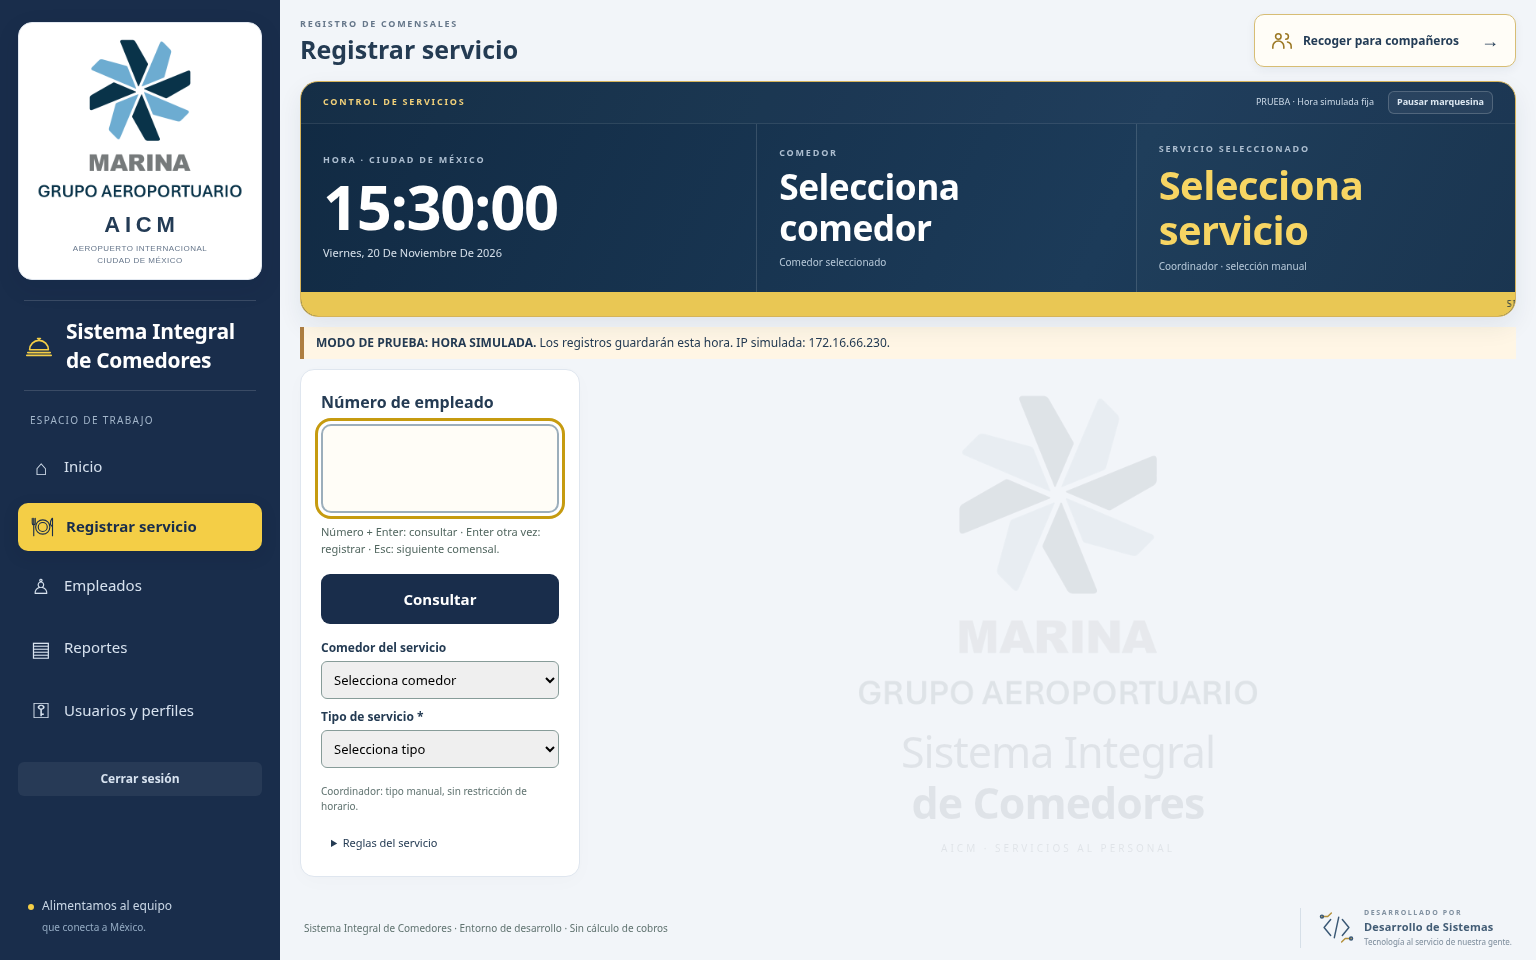 MARINA
GRUPO AEROPORTUARIO
AICM
AEROPUERTO INTERNACIONAL
CIUDAD DE MÉXICO
Sistema Integral
de Comedores
ESPACIO DE TRABAJO
Inicio
Registrar servicio
Empleados
Reportes
Usuarios y perfiles
Cerrar sesión
Alimentamos al equipo
que conecta a México.
REGISTRO DE COMENSALES
Registrar servicio
Recoger para compañeros →
CONTROL DE SERVICIOS
PRUEBA · Hora simulada fija
Pausar marquesina
HORA · CIUDAD DE MÉXICO
15:30:00
Viernes, 20 De Noviembre De 2026
COMEDOR
Selecciona
comedor
Comedor seleccionado
SERVICIO SELECCIONADO
Selecciona
servicio
Coordinador · selección manual
MODO DE PRUEBA: HORA SIMULADA. Los registros guardarán esta hora. IP simulada: 172.16.66.230.
Número de empleado
Número + Enter: consultar · Enter otra vez:
registrar · Esc: siguiente comensal.
Consultar
Comedor del servicio
Selecciona comedor
Tipo de servicio *
Selecciona tipo
Coordinador: tipo manual, sin restricción de
horario.
Reglas del servicio
MARINA
GRUPO AEROPORTUARIO
Sistema Integral
de Comedores
AICM · SERVICIOS AL PERSONAL
Sistema Integral de Comedores · Entorno de desarrollo · Sin cálculo de cobros
DESARROLLADO POR
Desarrollo de Sistemas
Tecnología al servicio de nuestra gente.